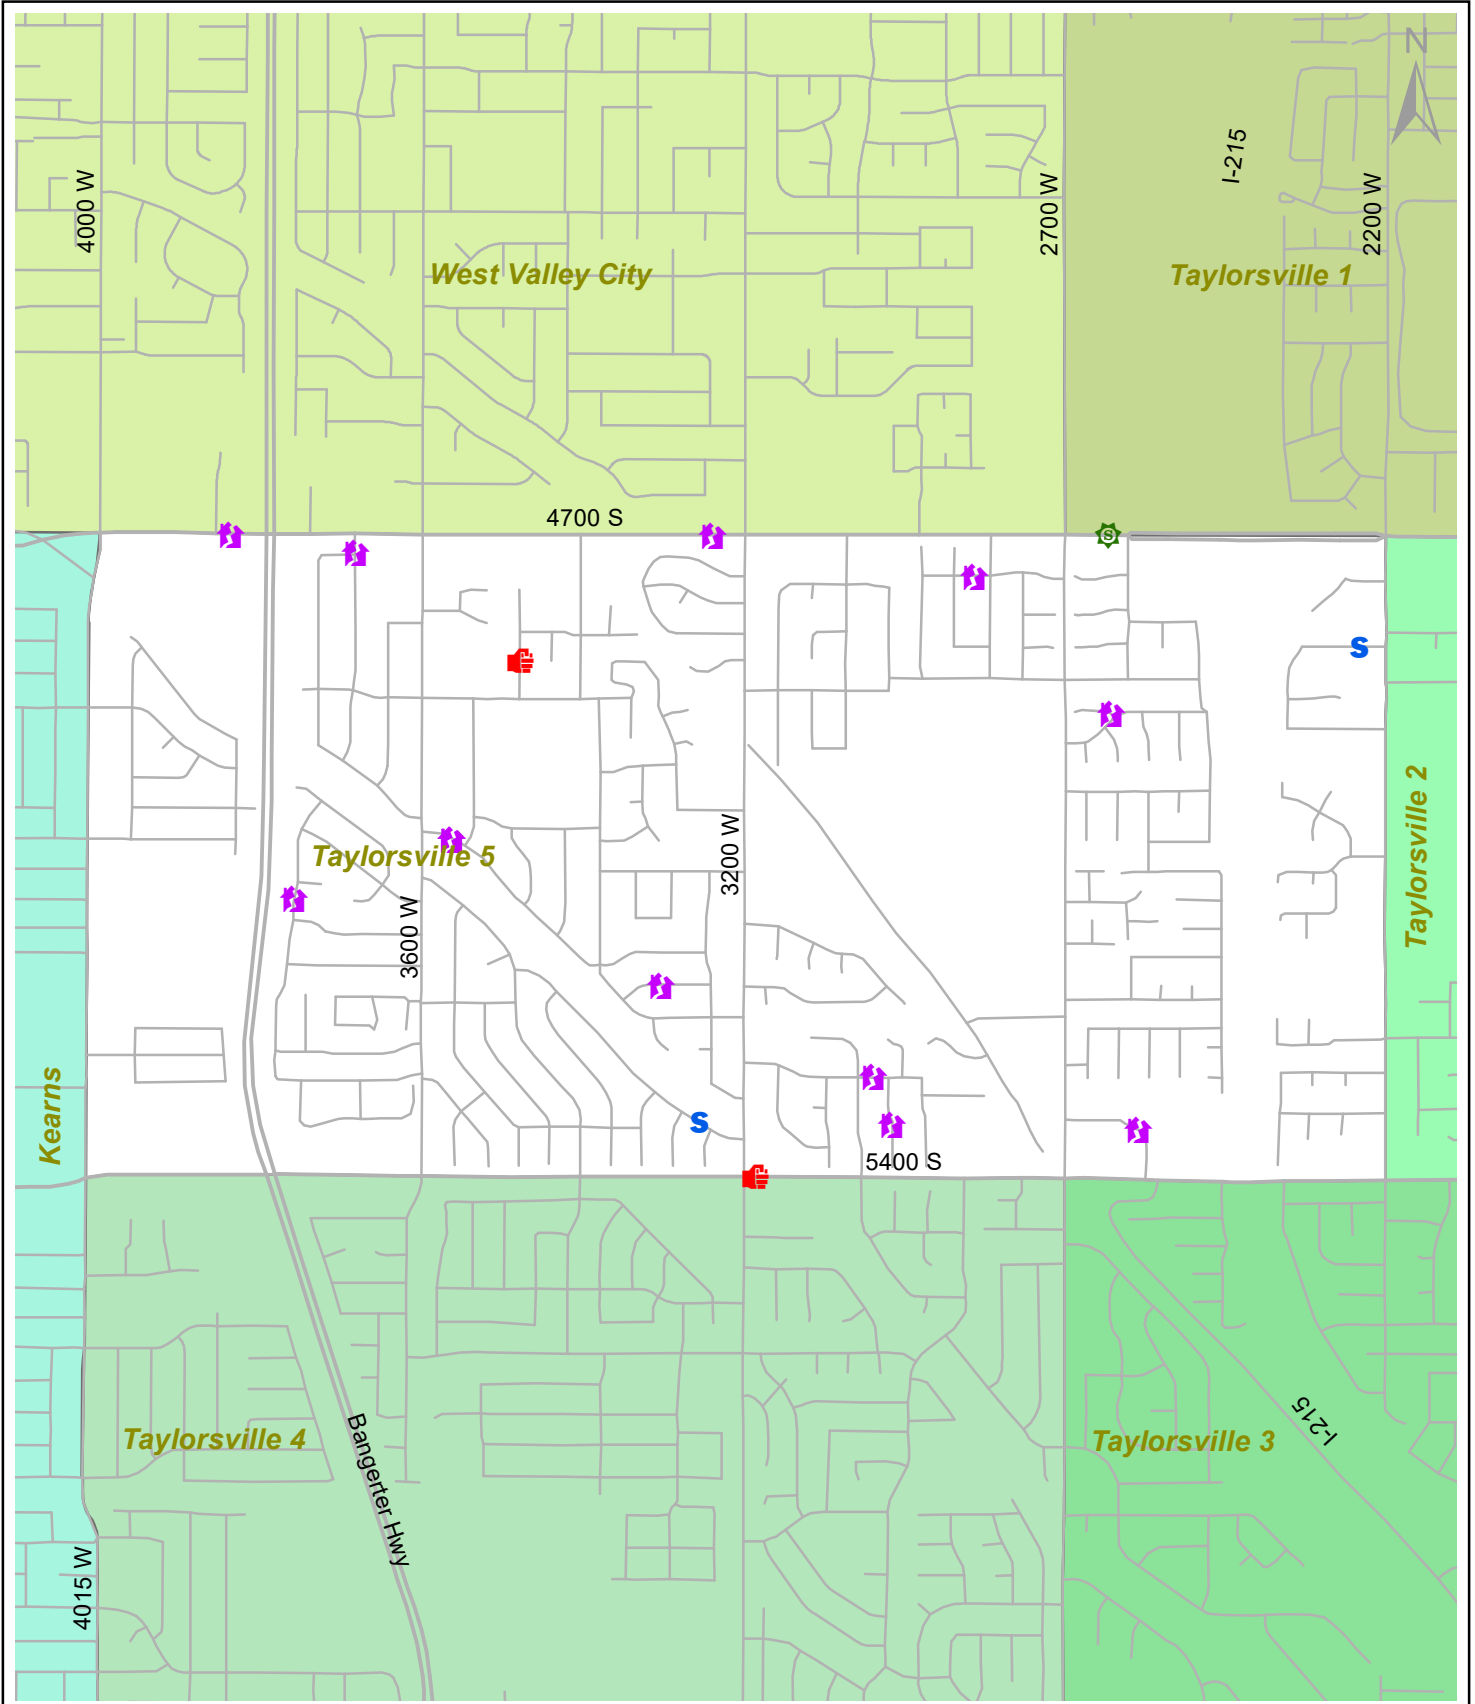 N
I-215
4000 W
2700 W
2200 W
West Valley City
Taylorsville 1
4700 S
S
S
Taylorsville 2
3200 W
Taylorsville 5
3600 W
Kearns
S
5400 S
Taylorsville 4
Bangerter Hwy
Taylorsville 3
I-215
4015 W